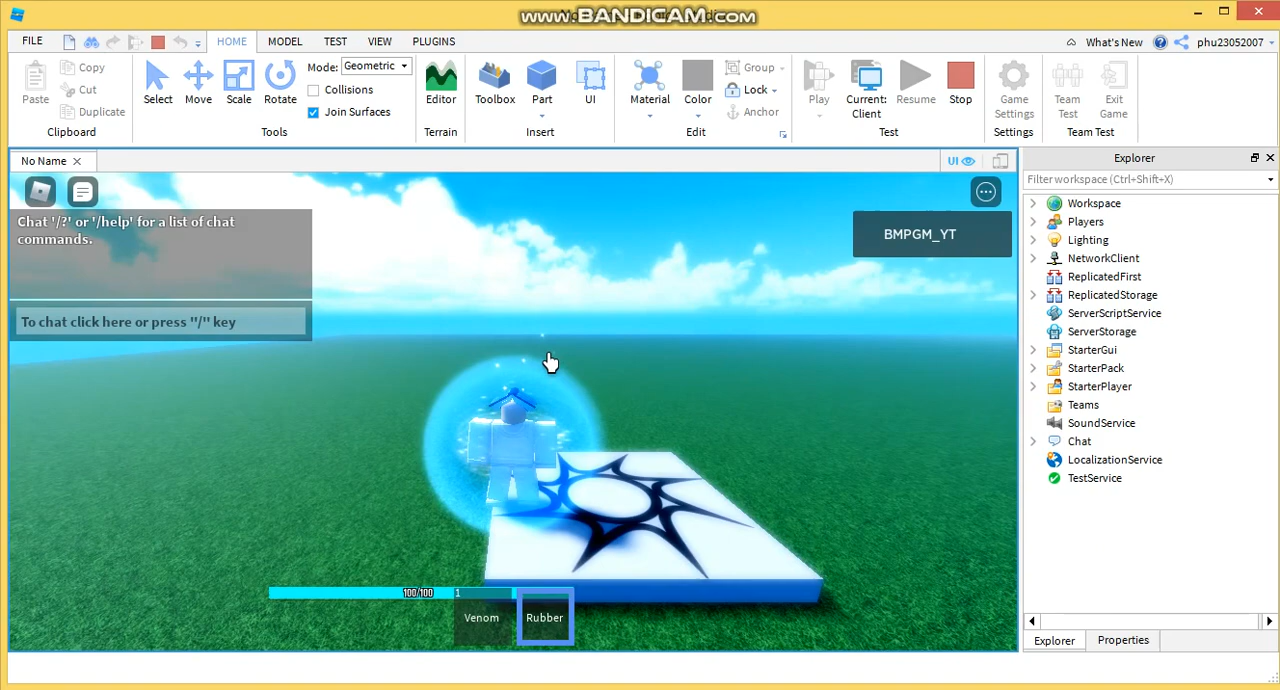 www.BANDICAM.com
FILE HOME MODEL TEST VIEW PLUGINS What's New phu23052007
Paste Copy Cut Duplicate
Clipboard
Select Move Scale Rotate
Mode: Geometric
Collisions
Join Surfaces
Tools
Editor
Terrain
Toolbox Part UI
Insert
Material Color Group Lock Anchor
Edit
Play Current: Client Resume Stop
Test
Game Settings
Settings
Team Test Exit Game
Team Test
No Name
UI
Explorer
Filter workspace (Ctrl+Shift+X)
Chat '/?' or '/help' for a list of chat
commands.
To chat click here or press "/" key
BMPGM_YT
100/100
1
Venom
Rubber
Workspace
Players
Lighting
NetworkClient
ReplicatedFirst
ReplicatedStorage
ServerScriptService
ServerStorage
StarterGui
StarterPack
StarterPlayer
Teams
SoundService
Chat
LocalizationService
TestService
Explorer Properties